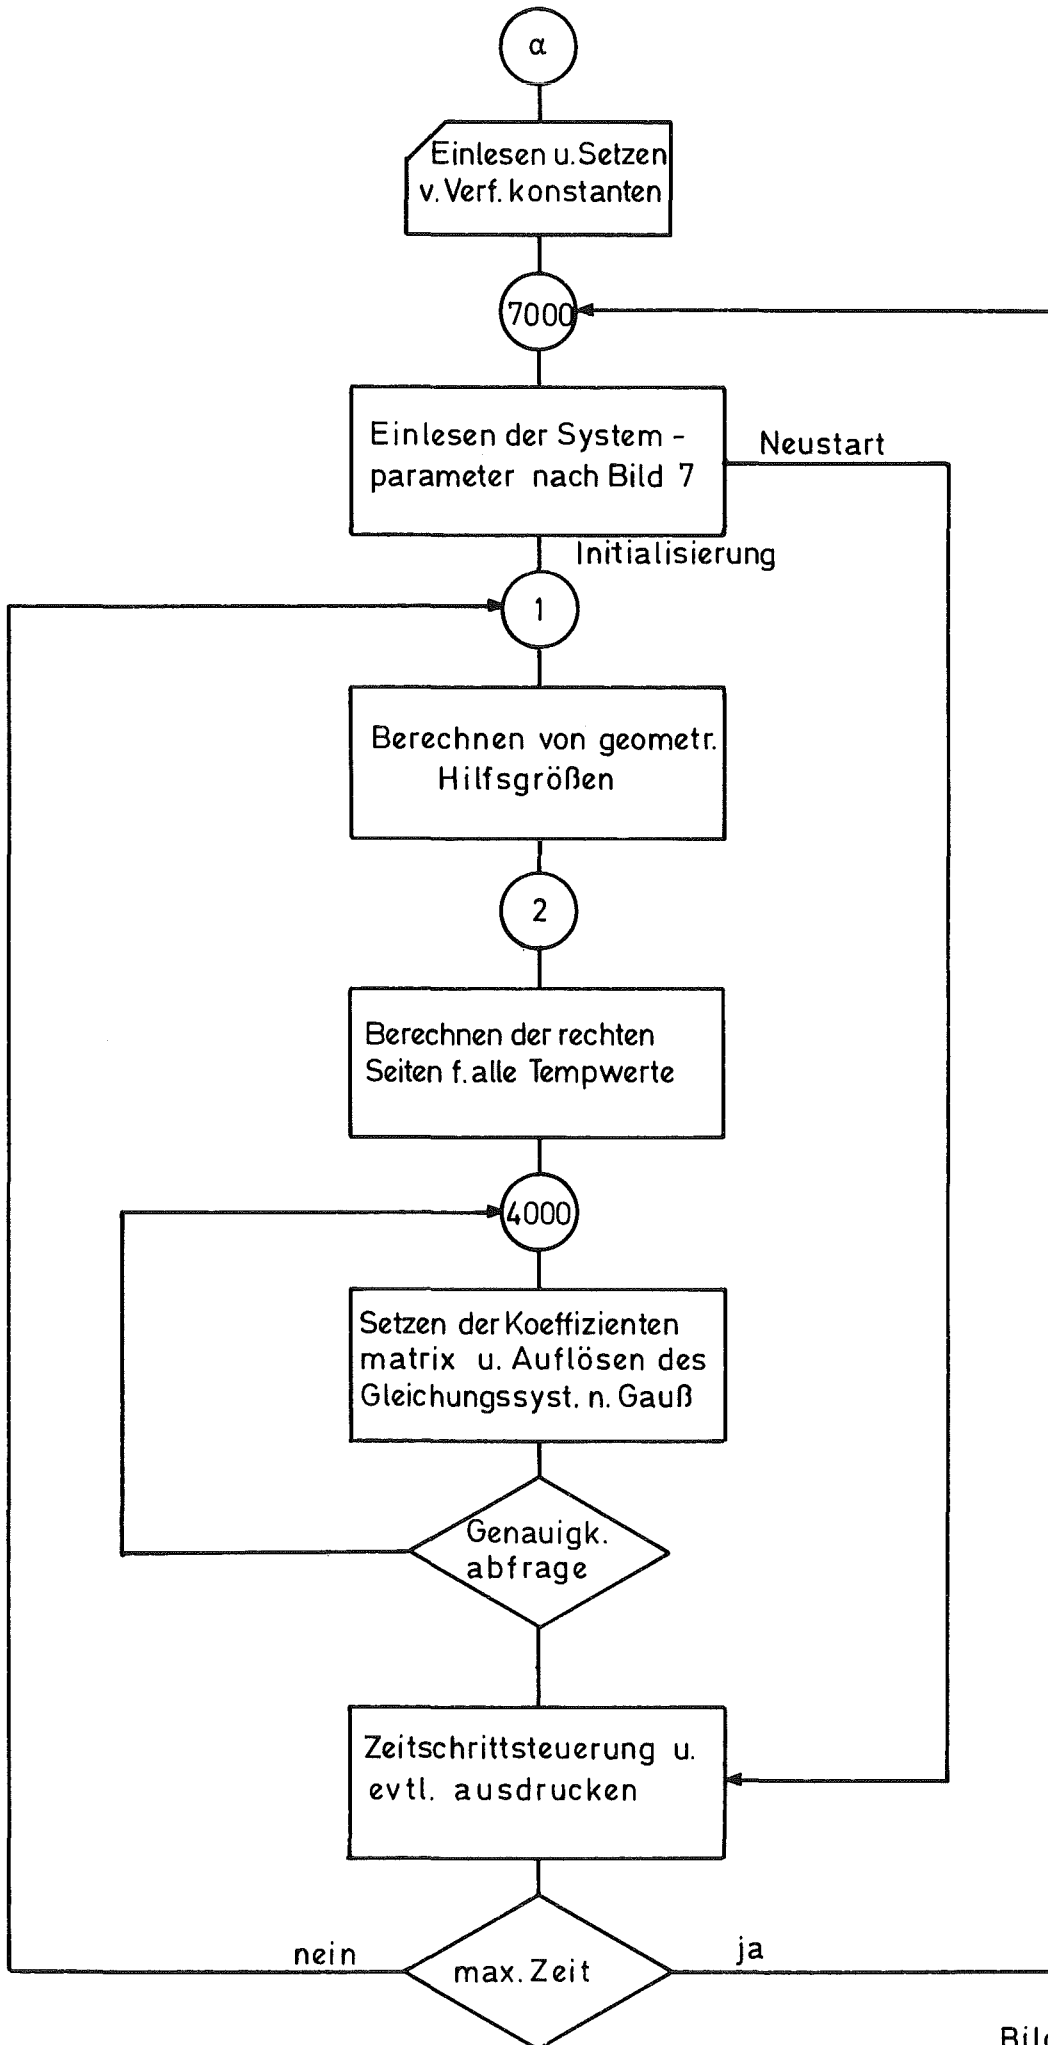 α
Einlesen u. Setzen
v. Verf. konstanten
7000
Einlesen der System -
parameter nach Bild 7
Neustart
Initialisierung
1
Berechnen von geometr.
Hilfsgrößen
2
Berechnen der rechten
Seiten f. alle Tempwerte
4000
Setzen der Koeffizienten
matrix u. Auflösen des
Gleichungssyst. n. Gauß
Genauigk.
abfrage
Zeitschrittsteuerung u.
evtl. ausdrucken
nein
max. Zeit
ja